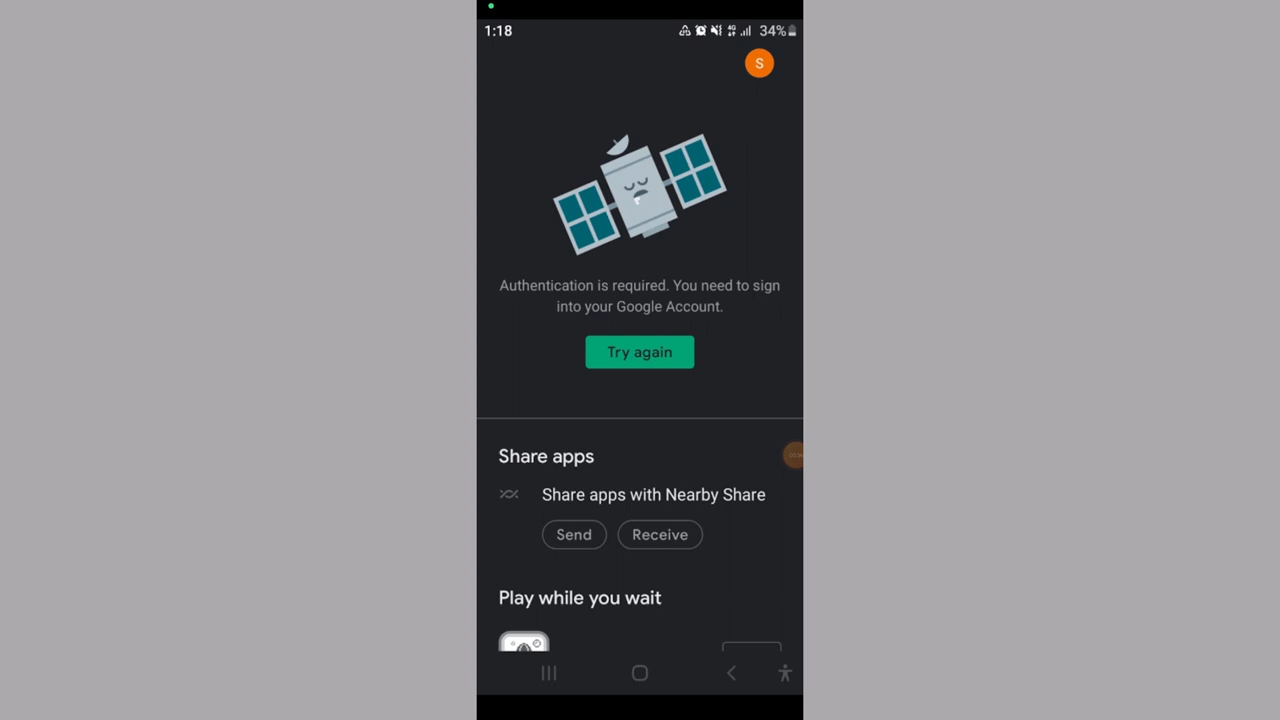 1:18
4G
34%
S
Authentication is required. You need to sign
into your Google Account.
Try again
Share apps
Share apps with Nearby Share
Send
Receive
Play while you wait